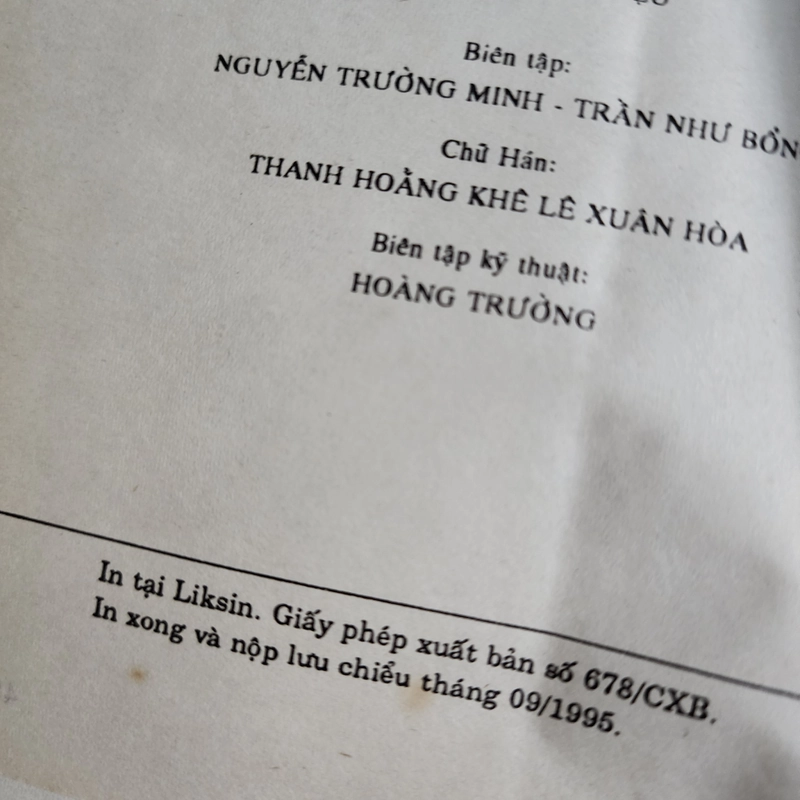 Biên tập:
NGUYỄN TRƯỜNG MINH - TRẦN NHƯ BỔN
Chữ Hán:
THANH HOẰNG KHÊ LÊ XUÂN HÒA
Biên tập kỹ thuật:
HOÀNG TRƯỜNG
In tại Liksin. Giấy phép xuất bản số 678/CXB.
In xong và nộp lưu chiểu tháng 09/1995.